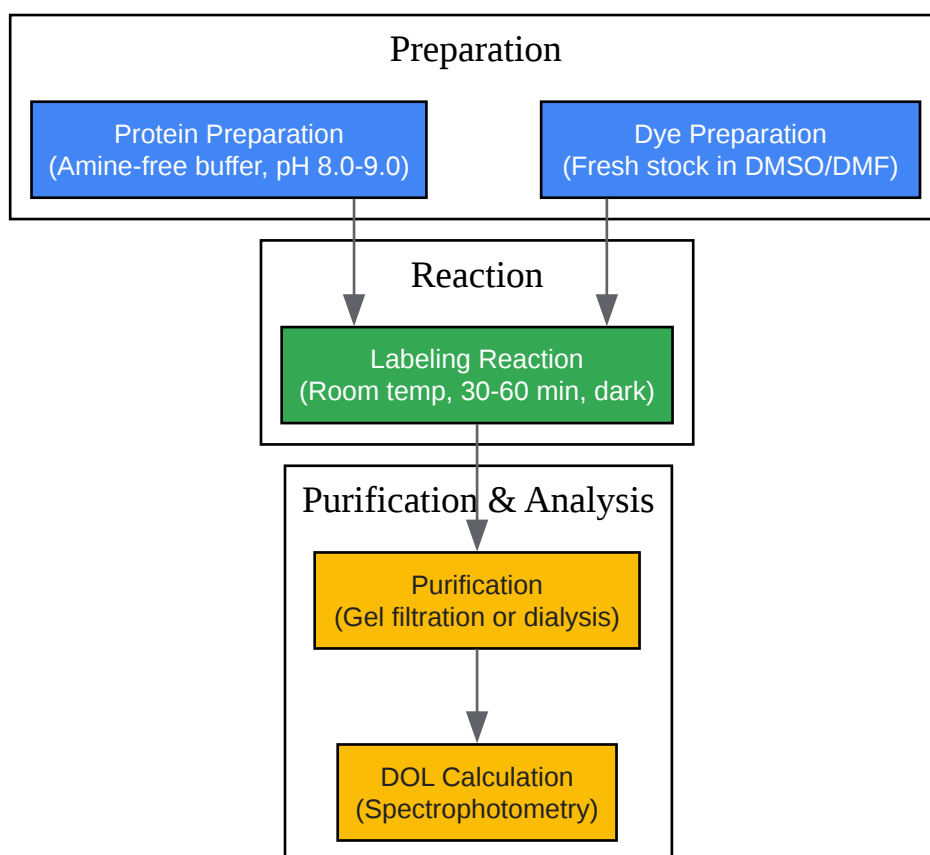 Preparation
Protein Preparation
(Amine-free buffer, pH 8.0-9.0)
Dye Preparation
(Fresh stock in DMSO/DMF)
Reaction
Labeling Reaction
(Room temp, 30-60 min, dark)
Purification & Analysis
Purification
(Gel filtration or dialysis)
DOL Calculation
(Spectrophotometry)